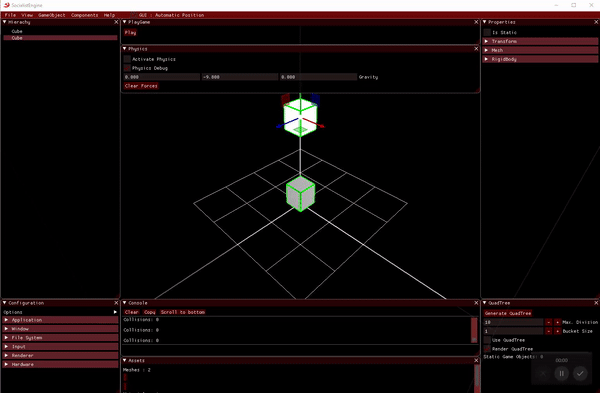 SocialistEngine
File View GameObject Components Help GUI : Automatic Position
Hierarchy
Cube
Cube
PlayGame
Play
Physics
Activate Physics
Physics Debug
0.000 -9.800 0.000 Gravity
Clear Forces
Properties
Is Static
Transform
Mesh
RigidBody
Configuration
Options
Application
Window
File System
Input
Renderer
Hardware
Console
Clear Copy Scroll to bottom
Collisions: 0
Collisions: 0
Collisions: 0
Assets
Meshes : 2
QuadTree
Generate QuadTree
10 - + Max. Division
1 - + Bucket Size
Use QuadTree
Render QuadTree
Static Game Objects: 0